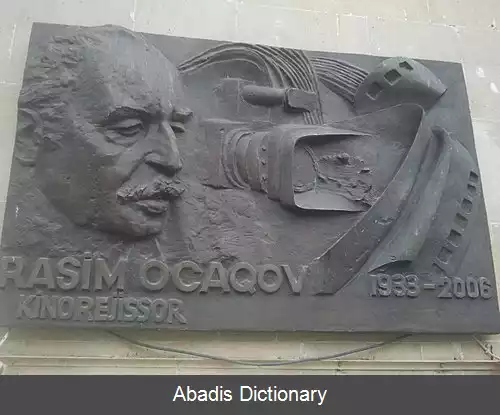 RASİM OCAQOV 1933-2006
KİNOREJİSSOR
Abadis Dictionary